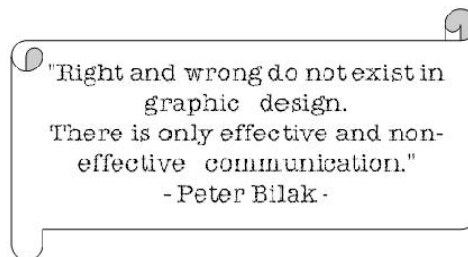 "Right and wrong do not exist in
graphic design.
There is only effective and non-
effective communication."
- Peter Bilak -